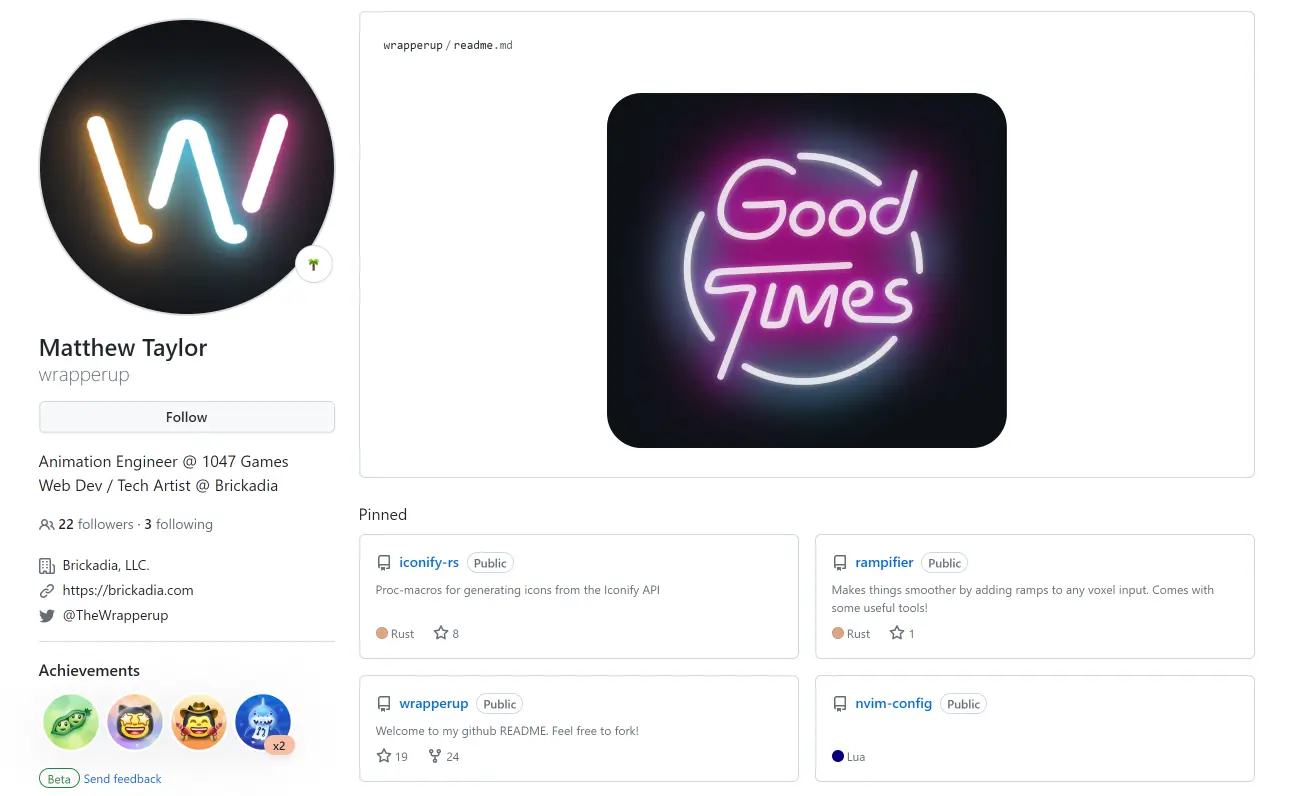 W
Matthew Taylor
wrapperup
Follow
Animation Engineer @ 1047 Games
Web Dev / Tech Artist @ Brickadia
22 followers · 3 following
Brickadia, LLC.
https://brickadia.com
@TheWrapperup
Achievements
x2
Beta Send feedback
wrapperup / readme.md
Good
Times
Pinned
iconify-rs Public
Proc-macros for generating icons from the Iconify API
Rust 8
rampifier Public
Makes things smoother by adding ramps to any voxel input. Comes with
some useful tools!
Rust 1
wrapperup Public
Welcome to my github README. Feel free to fork!
19 24
nvim-config Public
Lua